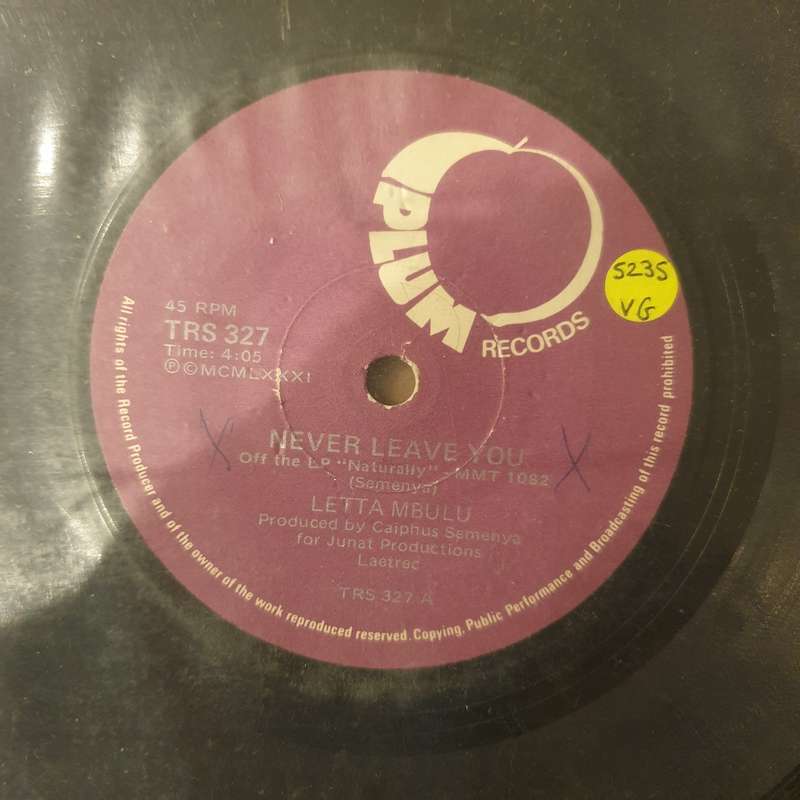 PLUM
RECORDS
5235
VG
45 RPM
TRS 327
Time: 4:05
ⓅⒸMCMLXXXI
X X
NEVER LEAVE YOU
Off the LP "Naturally" - MMT 1082
(Semenya)
LETTA MBULU
Produced by Caiphus Semenya
for Junat Productions
Laetrec
TRS 327 A
All rights of the Record Producer and of the owner of the work reproduced reserved. Copying, Public Performance and Broadcasting of this record prohibited